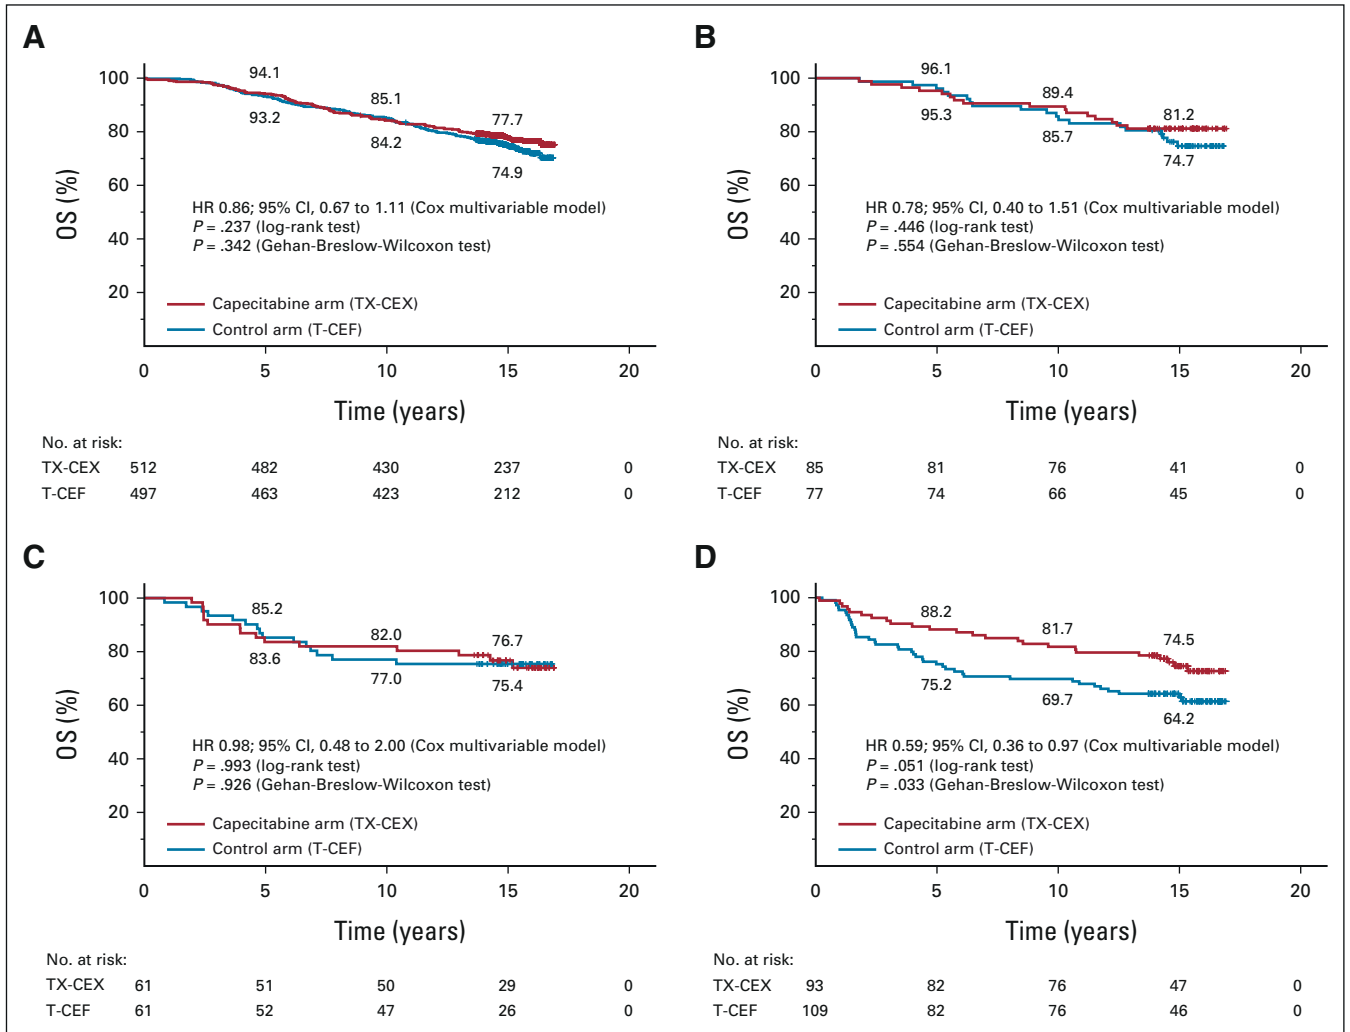 A
OS (%)
100
80
60
40
20
94.1
93.2
85.1
84.2
77.7
74.9
HR 0.86; 95% CI, 0.67 to 1.11 (Cox multivariable model)
P = .237 (log-rank test)
P = .342 (Gehan-Breslow-Wilcoxon test)
Capecitabine arm (TX-CEX)
Control arm (T-CEF)
0 5 10 15 20
Time (years)
No. at risk:
TX-CEX 512 482 430 237 0
T-CEF 497 463 423 212 0
B
OS (%)
100
80
60
40
20
96.1
95.3
89.4
85.7
81.2
74.7
HR 0.78; 95% CI, 0.40 to 1.51 (Cox multivariable model)
P = .446 (log-rank test)
P = .554 (Gehan-Breslow-Wilcoxon test)
Capecitabine arm (TX-CEX)
Control arm (T-CEF)
0 5 10 15 20
Time (years)
No. at risk:
TX-CEX 85 81 76 41 0
T-CEF 77 74 66 45 0
C
OS (%)
100
80
60
40
20
85.2
83.6
82.0
77.0
76.7
75.4
HR 0.98; 95% CI, 0.48 to 2.00 (Cox multivariable model)
P = .993 (log-rank test)
P = .926 (Gehan-Breslow-Wilcoxon test)
Capecitabine arm (TX-CEX)
Control arm (T-CEF)
0 5 10 15 20
Time (years)
No. at risk:
TX-CEX 61 51 50 29 0
T-CEF 61 52 47 26 0
D
OS (%)
100
80
60
40
20
88.2
75.2
81.7
69.7
74.5
64.2
HR 0.59; 95% CI, 0.36 to 0.97 (Cox multivariable model)
P = .051 (log-rank test)
P = .033 (Gehan-Breslow-Wilcoxon test)
Capecitabine arm (TX-CEX)
Control arm (T-CEF)
0 5 10 15 20
Time (years)
No. at risk:
TX-CEX 93 82 76 47 0
T-CEF 109 82 76 46 0